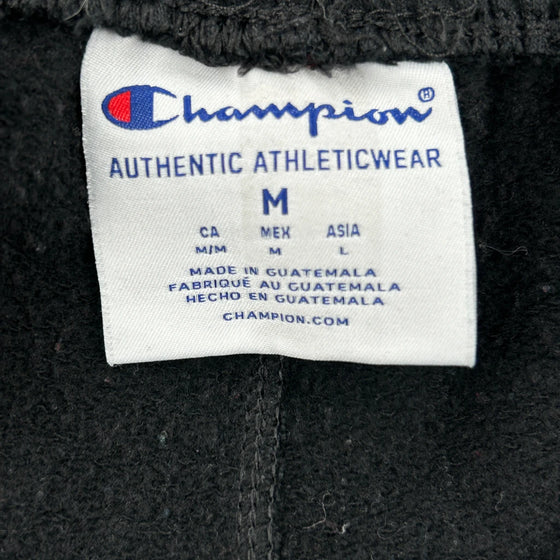 Champion®
AUTHENTIC ATHLETICWEAR
M
CA MEX ASIA
M/M M L
MADE IN GUATEMALA
FABRIQUÉ AU GUATEMALA
HECHO EN GUATEMALA
CHAMPION.COM